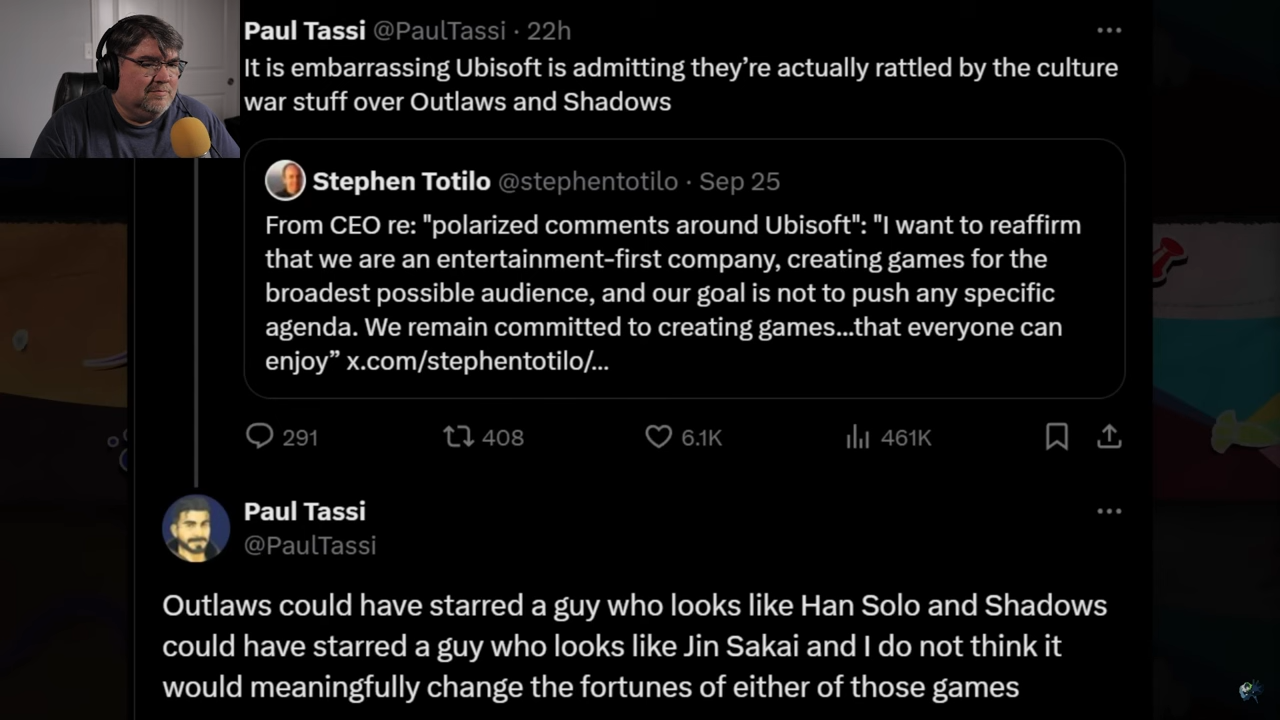 Paul Tassi @PaulTassi · 22h
It is embarrassing Ubisoft is admitting they’re actually rattled by the culture
war stuff over Outlaws and Shadows
Stephen Totilo @stephentotilo · Sep 25
From CEO re: "polarized comments around Ubisoft": "I want to reaffirm
that we are an entertainment-first company, creating games for the
broadest possible audience, and our goal is not to push any specific
agenda. We remain committed to creating games...that everyone can
enjoy” x.com/stephentotilo/...
291 408 6.1K 461K
Paul Tassi
@PaulTassi
Outlaws could have starred a guy who looks like Han Solo and Shadows
could have starred a guy who looks like Jin Sakai and I do not think it
would meaningfully change the fortunes of either of those games